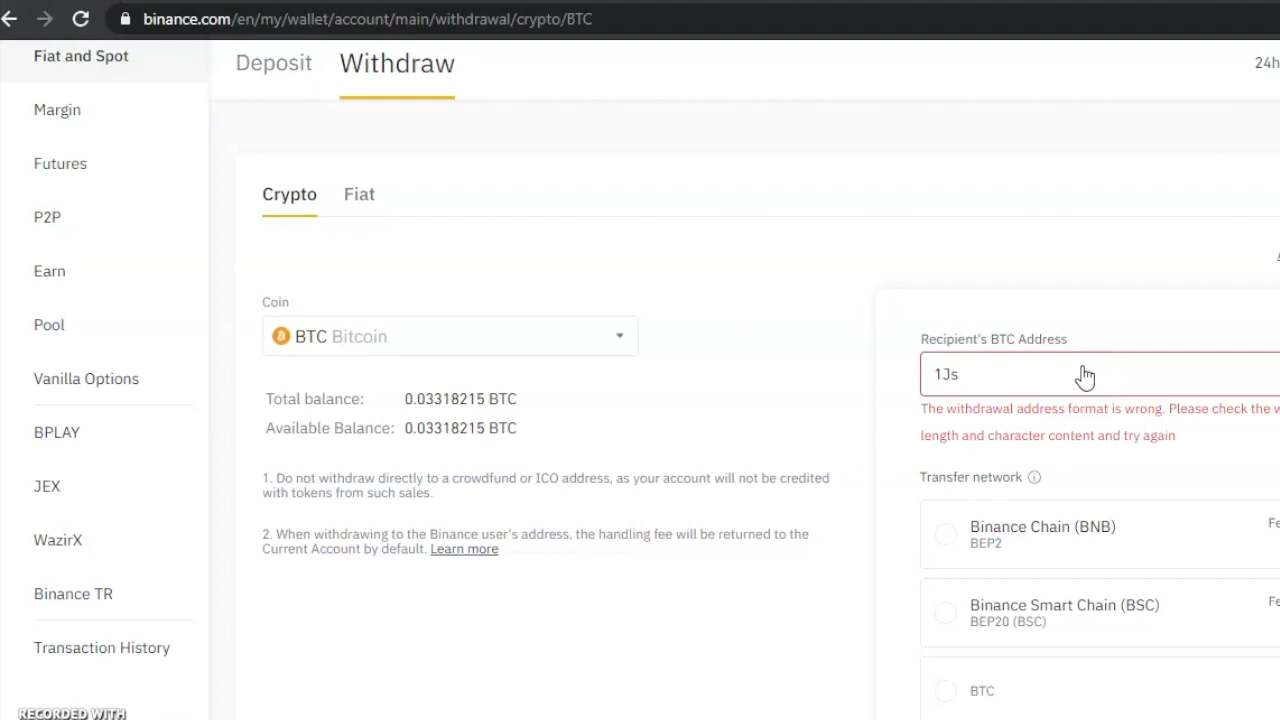 binance.com/en/my/wallet/account/main/withdrawal/crypto/BTC
Fiat and Spot
Margin
Futures
P2P
Earn
Pool
Vanilla Options
BPLAY
JEX
WazirX
Binance TR
Transaction History
Deposit
Withdraw
24h
Crypto
Fiat
Coin
BTC Bitcoin
Total balance: 0.03318215 BTC
Available Balance: 0.03318215 BTC
1. Do not withdraw directly to a crowdfund or ICO address, as your account will not be credited
with tokens from such sales.
2. When withdrawing to the Binance user's address, the handling fee will be returned to the
Current Account by default. Learn more
Recipient's BTC Address
1Js
The withdrawal address format is wrong. Please check the
length and character content and try again
Transfer network
Binance Chain (BNB)
BEP2
Binance Smart Chain (BSC)
BEP20 (BSC)
BTC
RECORDED WITH